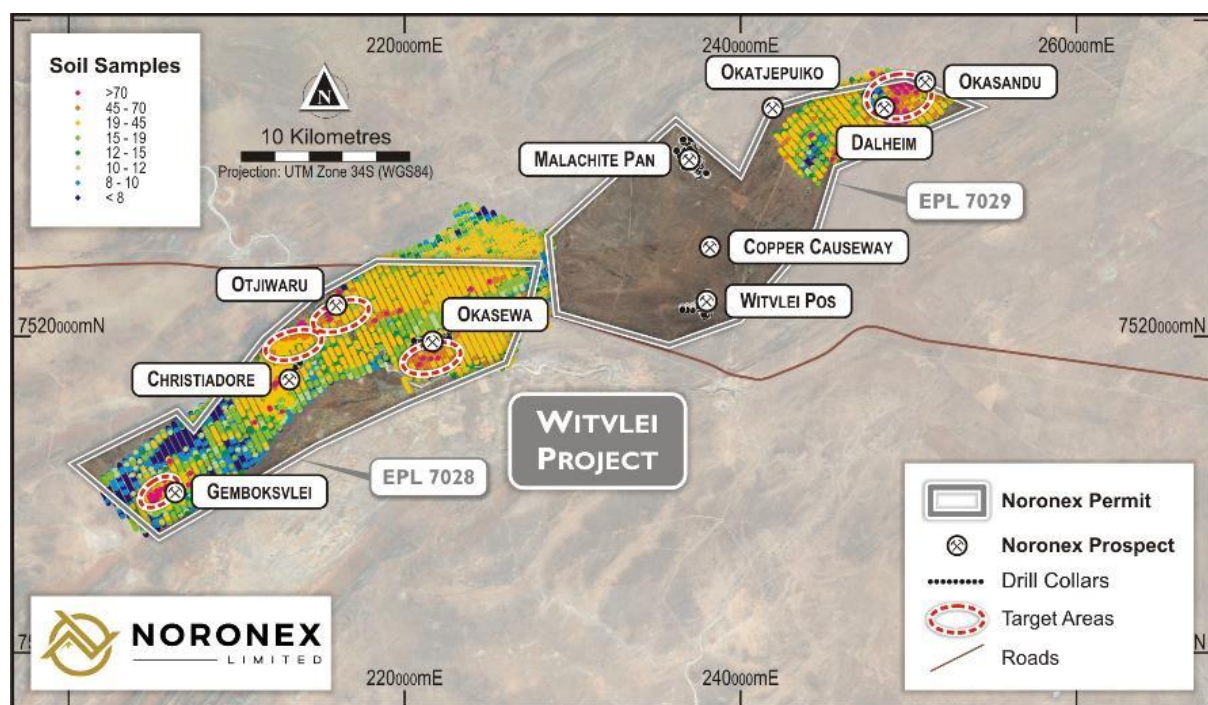 220000mE
240000mE
260000mE
Soil Samples
>70
45 - 70
19 - 45
15 - 19
12 - 15
10 - 12
8 - 10
< 8
N
10 Kilometres
Projection: UTM Zone 34S (WGS84)
OKATJEPUIKO
OKASANDU
MALACHITE PAN
DALHEIM
EPL 7029
COPPER CAUSEWAY
OTJIWARU
WITVLEI POS
OKASEWA
7520000mN
7520000mN
CHRISTIADORE
WITVLEI
PROJECT
EPL 7028
GEMBOKSVLEI
Noronex Permit
Noronex Prospect
Drill Collars
Target Areas
Roads
NORONEX
LIMITED
220000mE
240000mE